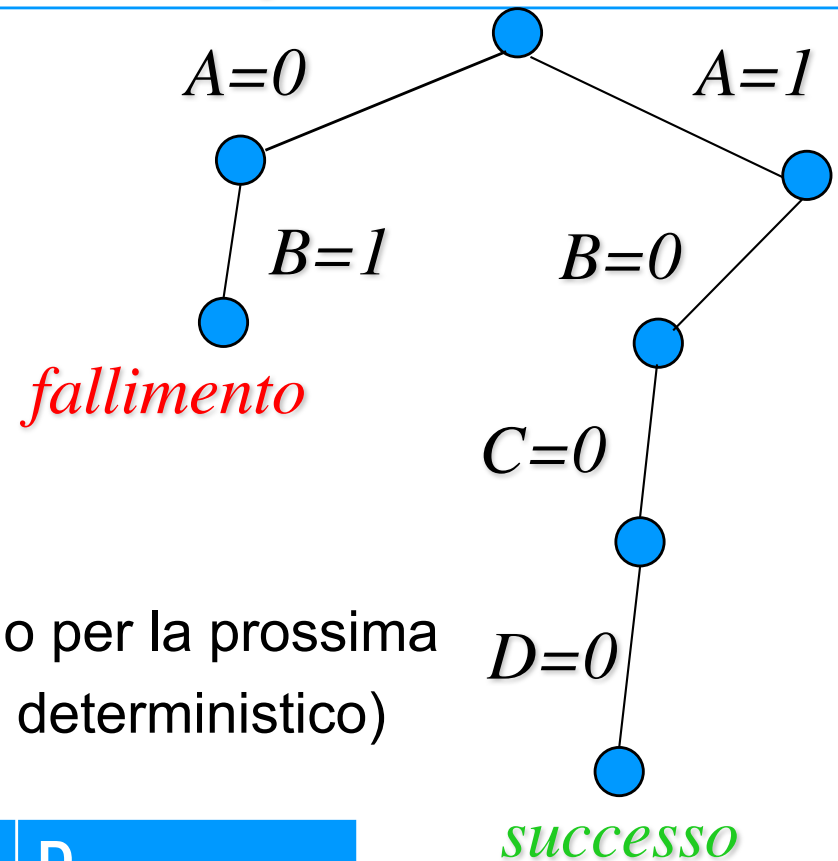 A=0 A=1
B=1 B=0
fallimento
C=0
o per la prossima
D=0
deterministico)
successo
D